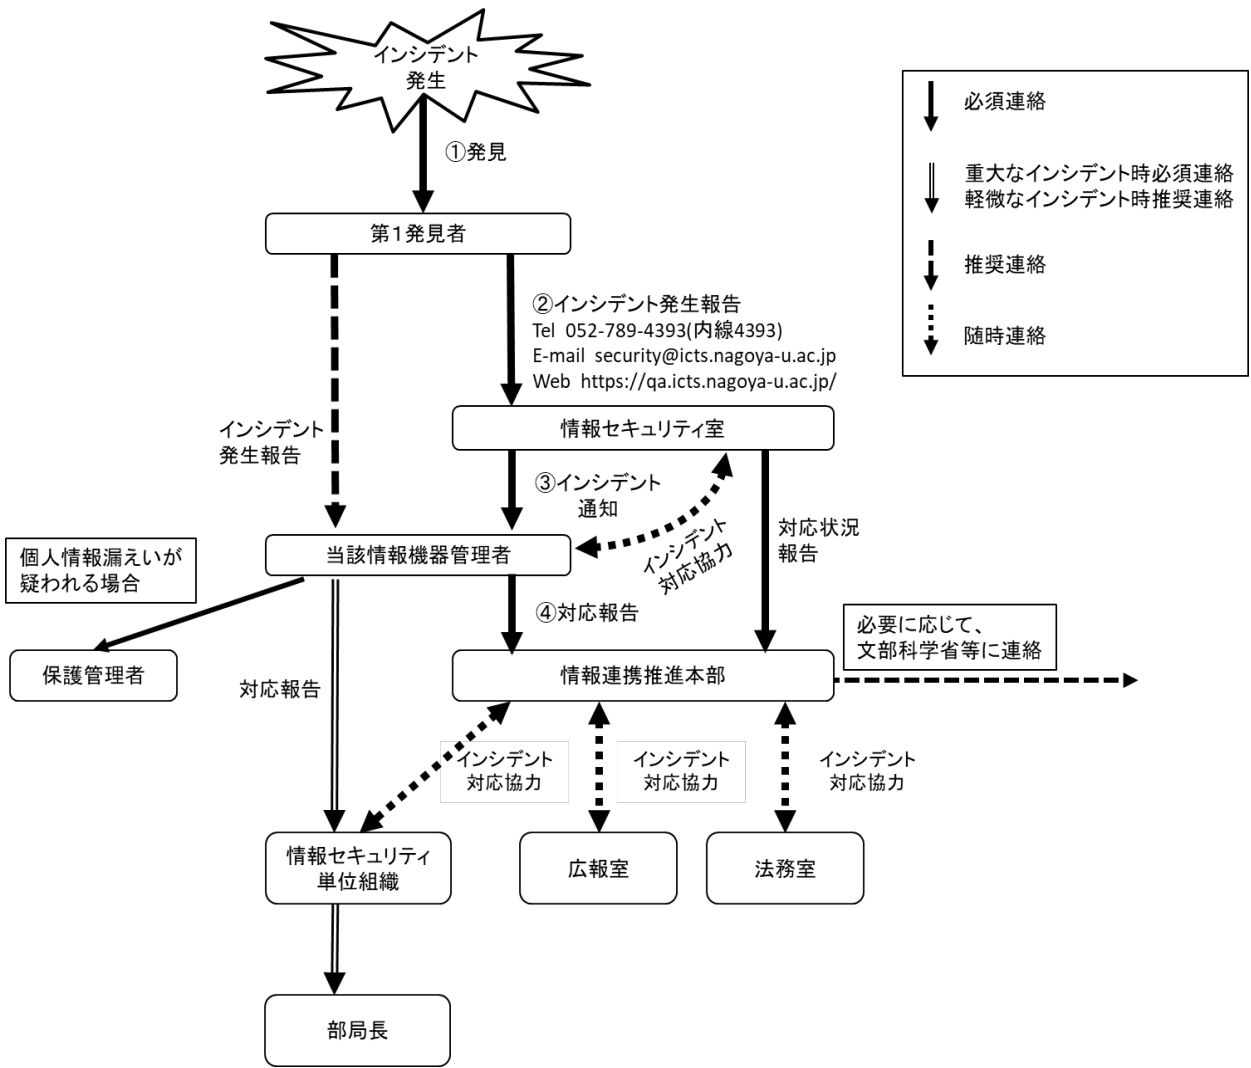 インシデント
発生
①発見
第１発見者
②インシデント発生報告
Tel 052-789-4393(内線4393)
E-mail security@icts.nagoya-u.ac.jp
Web https://qa.icts.nagoya-u.ac.jp/
必須連絡
重大なインシデント時必須連絡
軽微なインシデント時推奨連絡
推奨連絡
随時連絡
インシデント
発生報告
情報セキュリティ室
③インシデント
通知
インシデント
対応協力
対応状況
報告
当該情報機器管理者
個人情報漏えいが
疑われる場合
④対応報告
必要に応じて、
文部科学省等に連絡
保護管理者
対応報告
情報連携推進本部
インシデント
対応協力
インシデント
対応協力
インシデント
対応協力
情報セキュリティ
単位組織
広報室
法務室
部局長